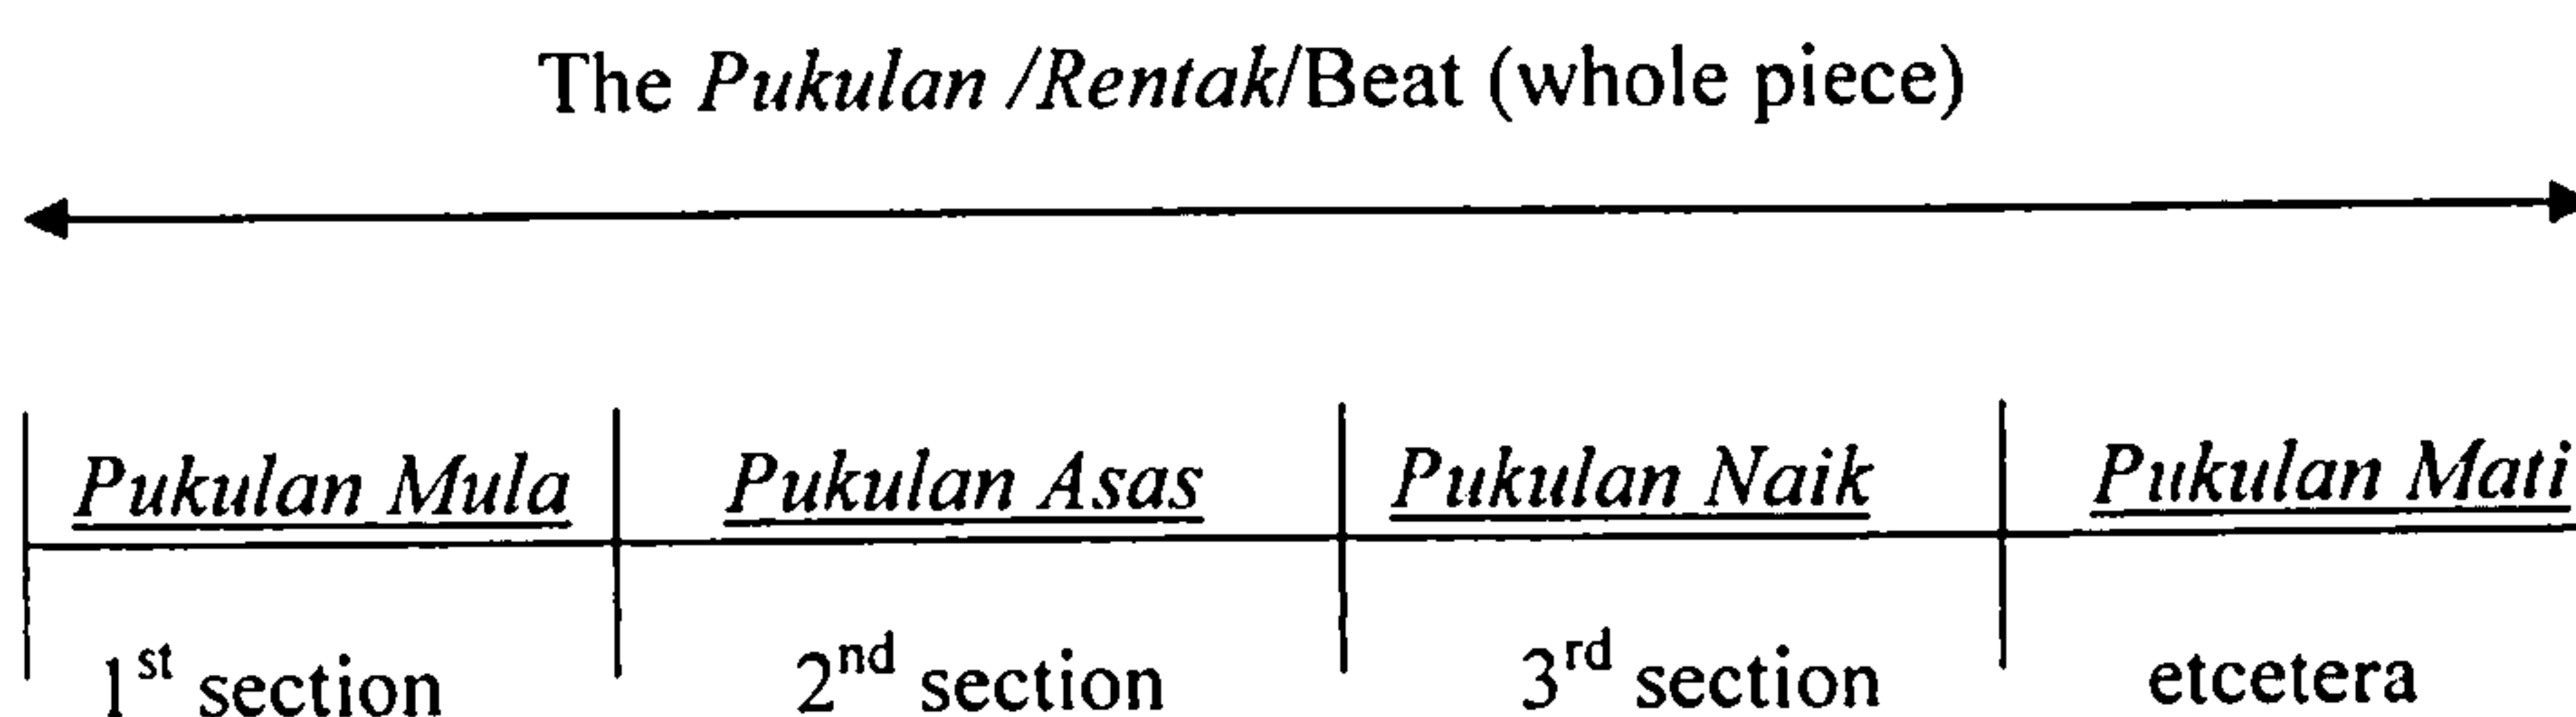 The Pukulan /Rentak/Beat (whole piece)
Pukulan Mula Pukulan Asas Pukulan Naik Pukulan Mati
1st section 2nd section 3rd section etcetera